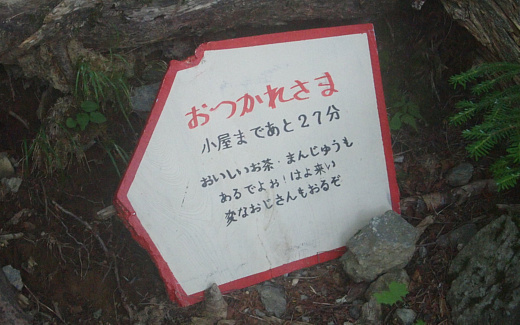 おつかれさま
小屋まであと27分
おいしいお茶・まんじゅうも
あるでよぉ!はよ来い
変なおじさんもおるぞ